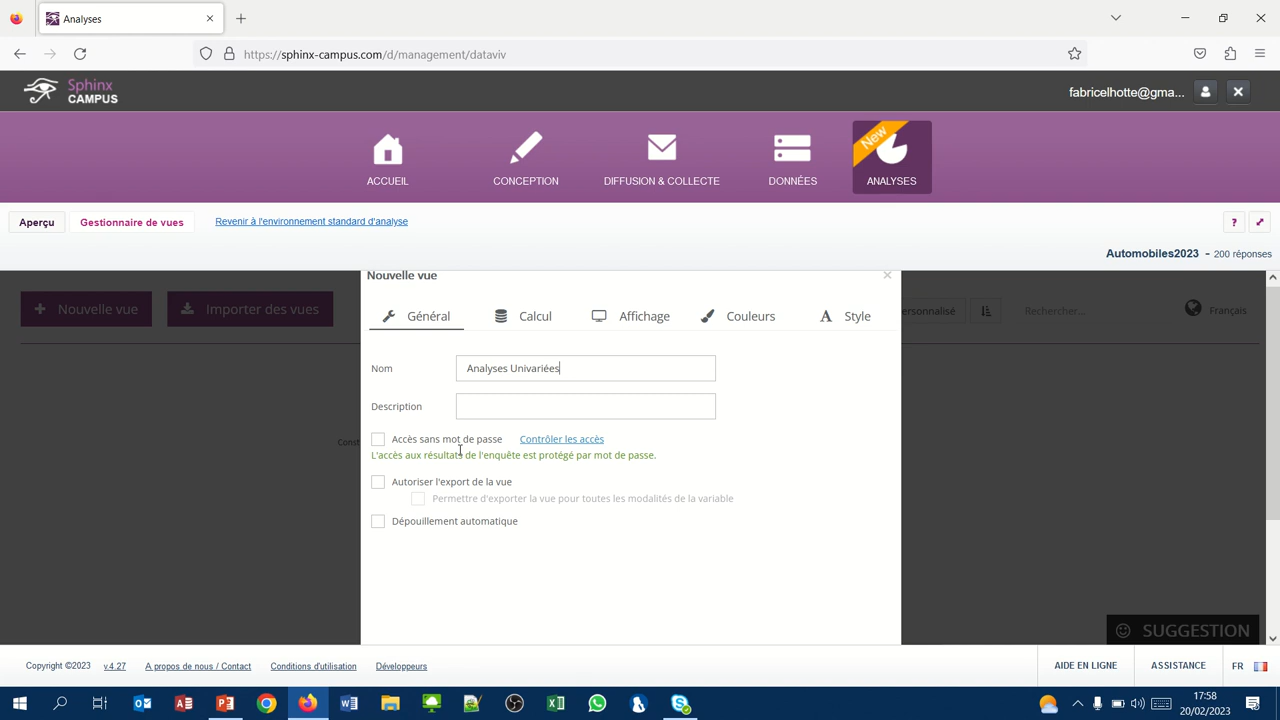 Analyses
https://sphinx-campus.com/d/management/dataviv
Sphinx
CAMPUS
fabricelhotte@gma...
New
ACCUEIL
CONCEPTION
DIFFUSION & COLLECTE
DONNÉES
ANALYSES
Aperçu
Gestionnaire de vues
Revenir à l'environnement standard d'analyse
?
Automobiles2023 - 200 réponses
Nouvelle vue
Nouvelle vue
Importer des vues
ersonnalisé
Rechercher...
Français
Général
Calcul
Affichage
Couleurs
Style
Nom
Analyses Univariées
Description
Const
Accès sans mot de passe
Contrôler les accès
L'accès aux résultats de l'enquête est protégé par mot de passe.
Autoriser l'export de la vue
Permettre d'exporter la vue pour toutes les modalités de la variable
Dépouillement automatique
SUGGESTION
Copyright ©2023
v.4.27
A propos de nous / Contact
Conditions d'utilisation
Développeurs
AIDE EN LIGNE
ASSISTANCE
FR
17:58
20/02/2023